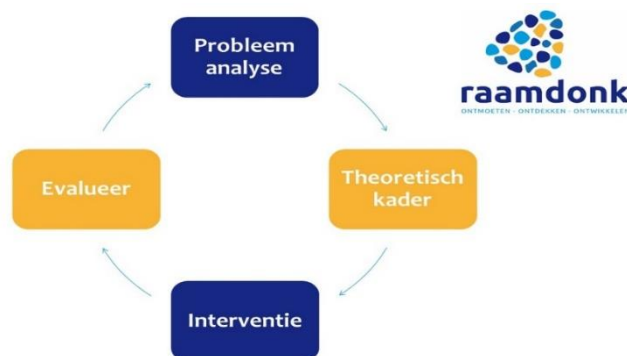 Probleem
analyse
raamdonk
ONTMOETEN - ONTDEKKEN - ONTWIKKELEN
Evalueer
Theoretisch
kader
Interventie